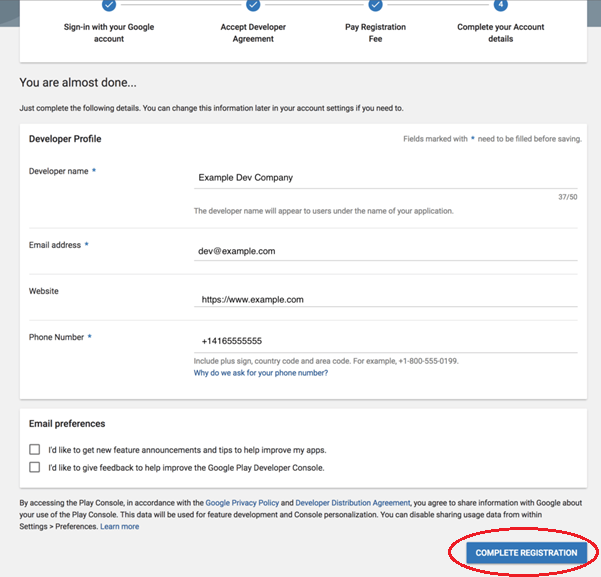 4
Sign-in with your Google
account
Accept Developer
Agreement
Pay Registration
Fee
Complete your Account
details
You are almost done...
Just complete the following details. You can change this information later in your account settings if you need to.
Developer Profile
Fields marked with * need to be filled before saving.
Developer name *
Example Dev Company
37/50
The developer name will appear to users under the name of your application.
Email address *
dev@example.com
Website
https://www.example.com
Phone Number *
+14165555555
Include plus sign, country code and area code. For example, +1-800-555-0199.
Why do we ask for your phone number?
Email preferences
I'd like to get new feature announcements and tips to help improve my apps.
I'd like to give feedback to help improve the Google Play Developer Console.
By accessing the Play Console, in accordance with the Google Privacy Policy and Developer Distribution Agreement, you agree to share information with Google about
your use of the Play Console. This data will be used for feature development and Console personalization. You can disable sharing usage data from within
Settings > Preferences. Learn more
COMPLETE REGISTRATION